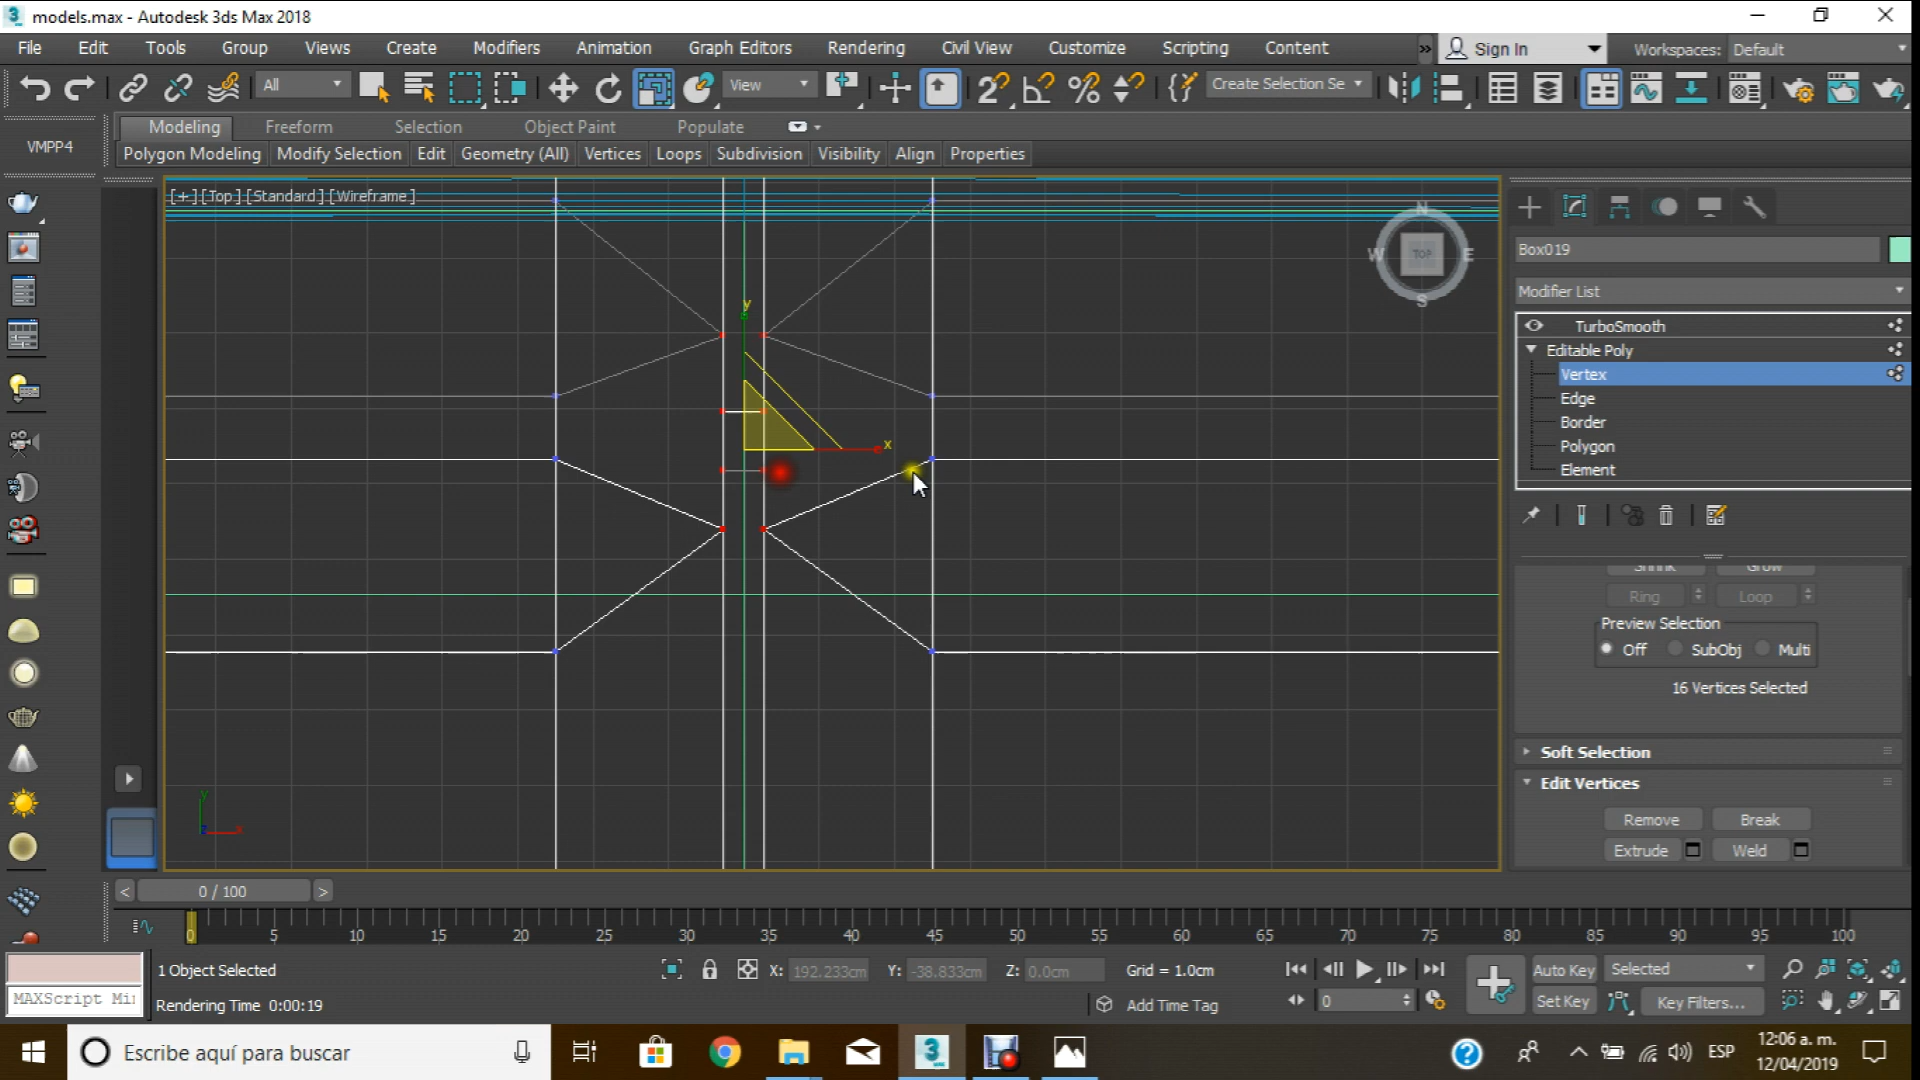 models.max - Autodesk 3ds Max 2018
File Edit Tools Group Views Create Modifiers Animation Graph Editors Rendering Civil View Customize Scripting Content » Sign In Workspaces: Default
All View Create Selection Se
VMPP4
Modeling Freeform Selection Object Paint Populate
Polygon Modeling Modify Selection Edit Geometry (All) Vertices Loops Subdivision Visibility Align Properties
[+] [Top] [Standard] [Wireframe]
N
W TOP E
S
y
x
y
x
Box019
Modifier List
TurboSmooth
Editable Poly
Vertex
Edge
Border
Polygon
Element
Shrink Grow
Ring Loop
Preview Selection
Off SubObj Multi
16 Vertices Selected
Soft Selection
Edit Vertices
Remove Break
Extrude Weld
< 0 / 100 >
0 5 10 15 20 25 30 35 40 45 50 55 60 65 70 75 80 85 90 95 100
1 Object Selected X: 192.233cm Y: -38.833cm Z: 0.0cm Grid = 1.0cm Auto Key Selected
MAXScript Mi Rendering Time 0:00:19 Add Time Tag 0 Set Key Key Filters...
Escribe aquí para buscar
ESP
12:06 a. m.
12/04/2019